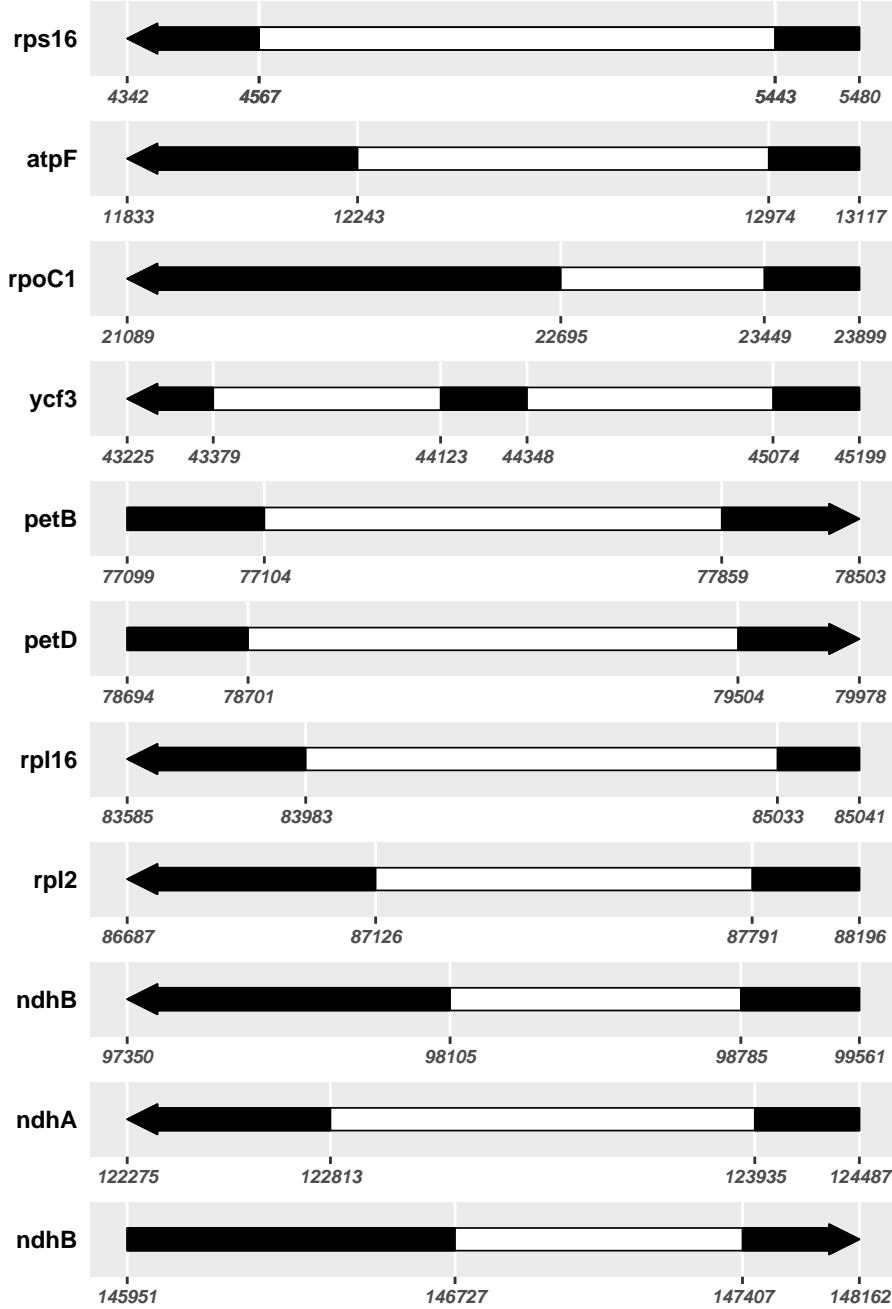 rps16
4342 4567 5443 5480
atpF
11833 12243 12974 13117
rpoC1
21089 22695 23449 23899
ycf3
43225 43379 44123 44348 45074 45199
petB
77099 77104 77859 78503
petD
78694 78701 79504 79978
rpl16
83585 83983 85033 85041
rpl2
86687 87126 87791 88196
ndhB
97350 98105 98785 99561
ndhA
122275 122813 123935 124487
ndhB
145951 146727 147407 148162